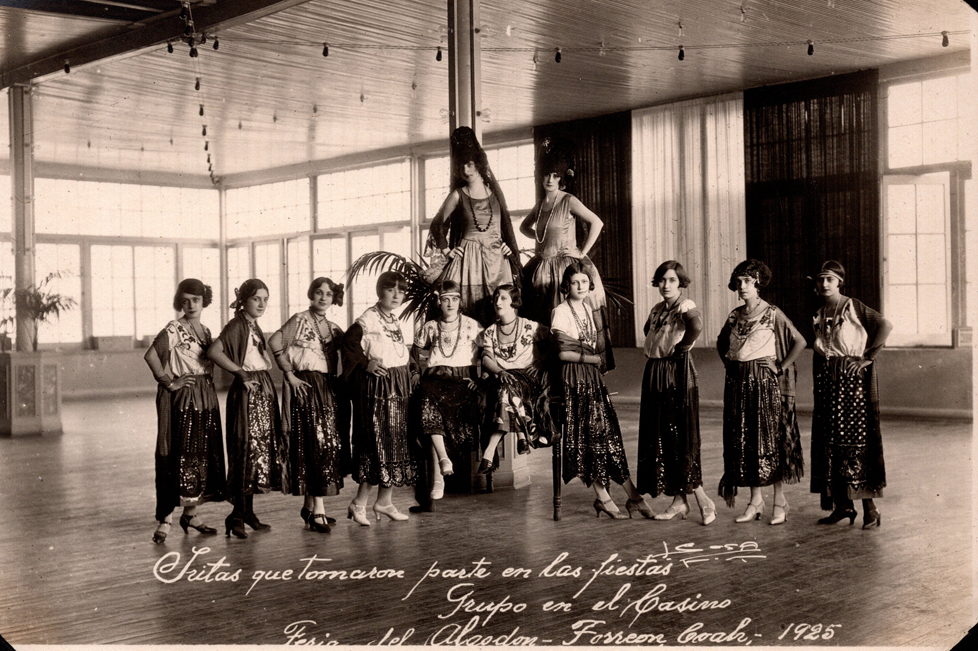 Sritas que tomaron parte en las fiestas
Grupo en el Casino
Feria del Algodon - Torreon, Coah, - 1925